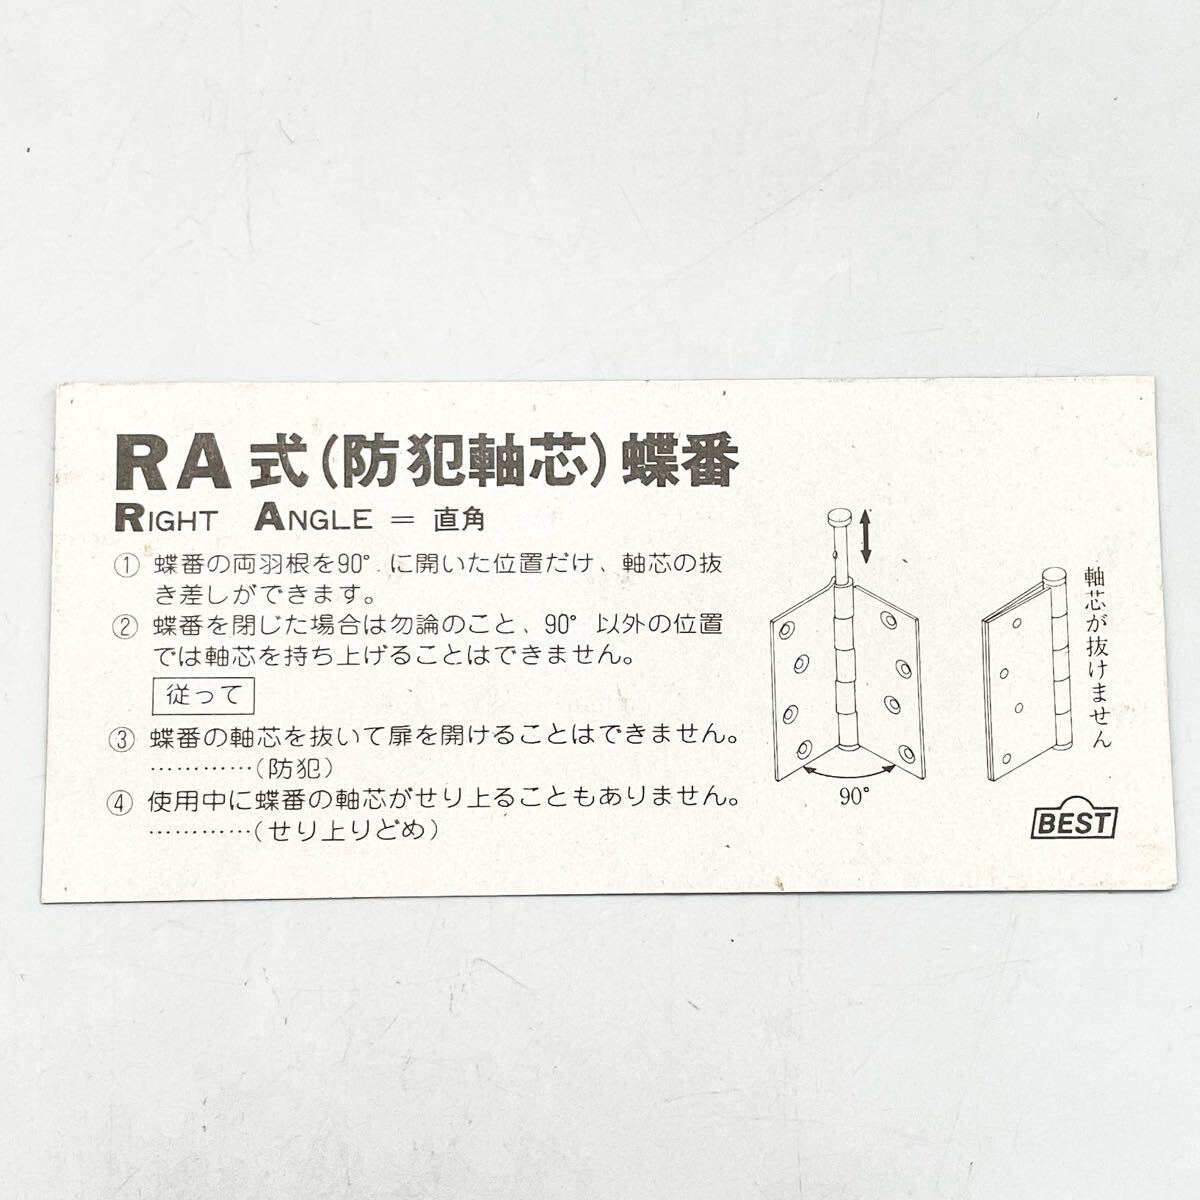 RA式(防犯軸芯)蝶番
RIGHT ANGLE = 直角
① 蝶番の両羽根を90°.に開いた位置だけ、軸芯の抜
き差しができます。
② 蝶番を閉じた場合は勿論のこと、90° 以外の位置
では軸芯を持ち上げることはできません。
従って
③ 蝶番の軸芯を抜いて扉を開けることはできません。
…………(防犯)
④ 使用中に蝶番の軸芯がせり上ることもありません。
…………(せり上りどめ)
90°
軸芯が抜けません
BEST